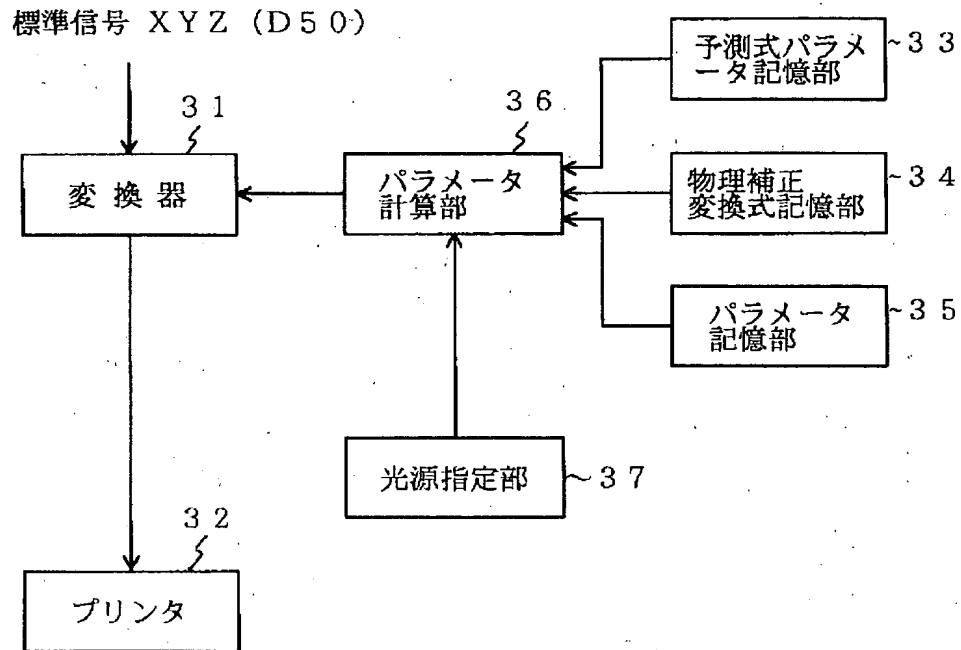 標準信号 ＸＹＺ（Ｄ５０）
３１
変換器
３６
パラメータ
計算部
予測式パラメ
ータ記憶部
~３３
物理補正
変換式記憶部
~３４
パラメータ
記憶部
~３５
光源指定部
~３７
３２
プリンタ